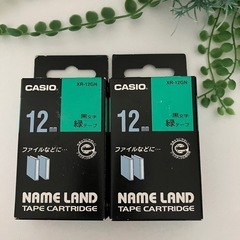 XR-12GN
CASIO
黒文字
12mm 緑テープ
ファイルなどに…
NAME LAND
TAPE CARTRIDGE
XR-12GN
CASIO
黒文字
12mm 緑テープ
ファイルなどに…
NAME LAND
TAPE CARTRIDGE